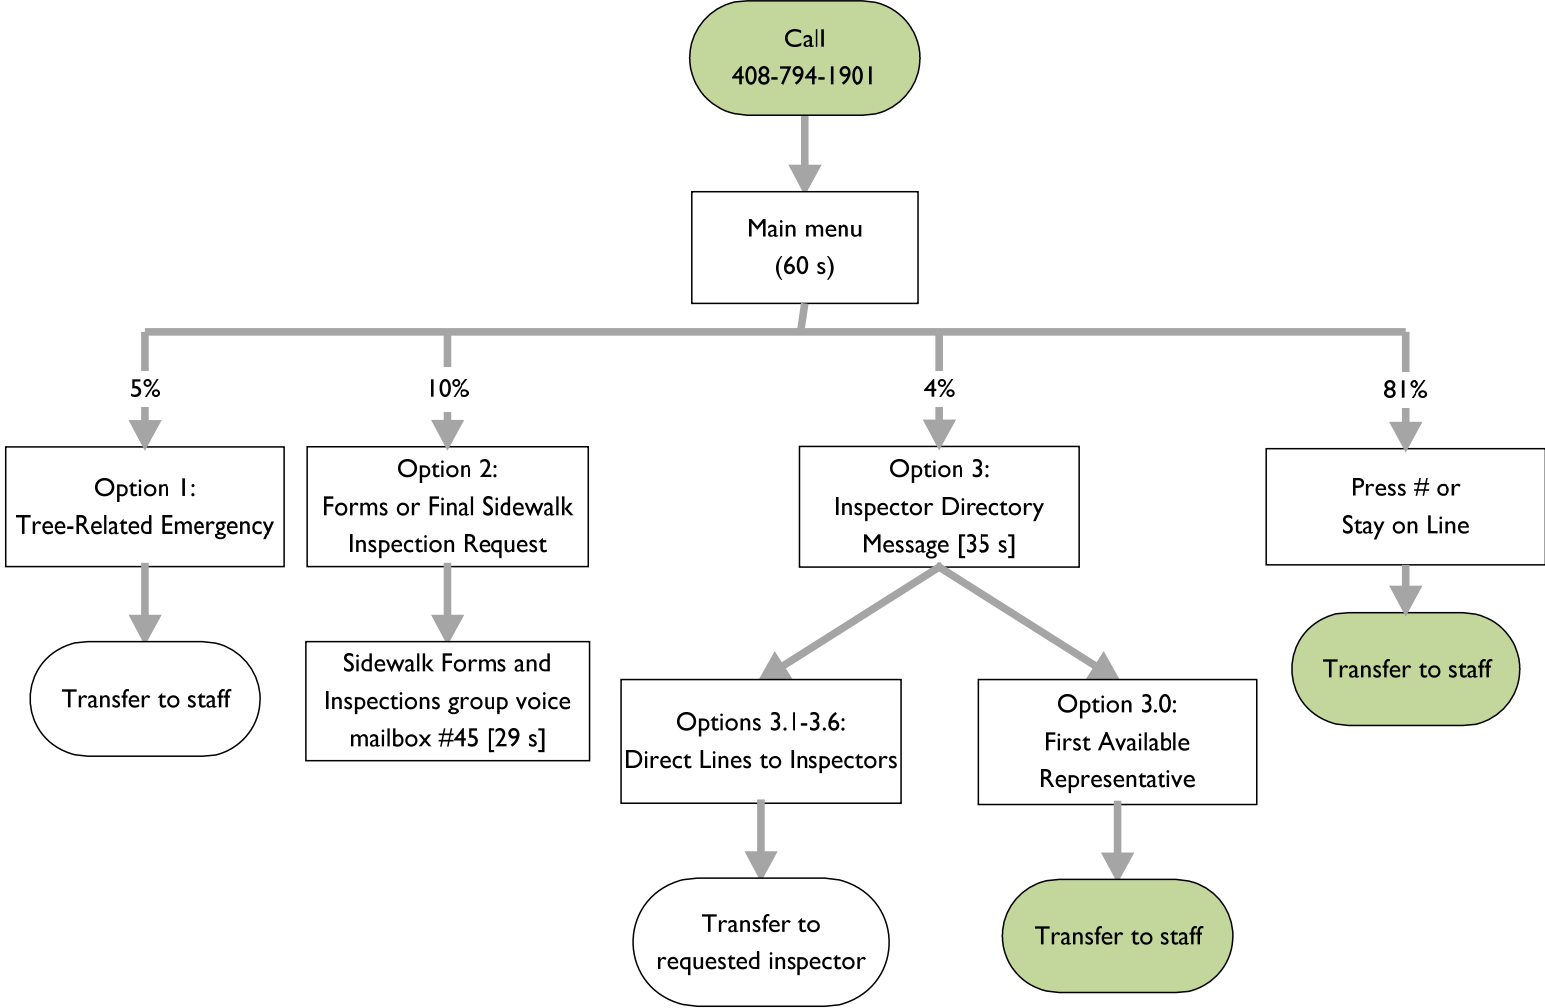 Call
408-794-1901
Main menu
(60 s)
5%
10%
4%
81%
Option 1:
Tree-Related Emergency
Option 2:
Forms or Final Sidewalk
Inspection Request
Option 3:
Inspector Directory
Message [35 s]
Press # or
Stay on Line
Transfer to staff
Sidewalk Forms and
Inspections group voice
mailbox #45 [29 s]
Options 3.1-3.6:
Direct Lines to Inspectors
Option 3.0:
First Available
Representative
Transfer to staff
Transfer to
requested inspector
Transfer to staff